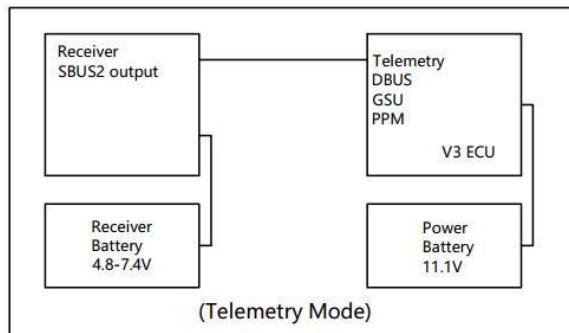 Receiver
SBUS2 output
Telemetry
DBUS
GSU
PPM
V3 ECU
Receiver
Battery
4.8-7.4V
Power
Battery
11.1V
(Telemetry Mode)